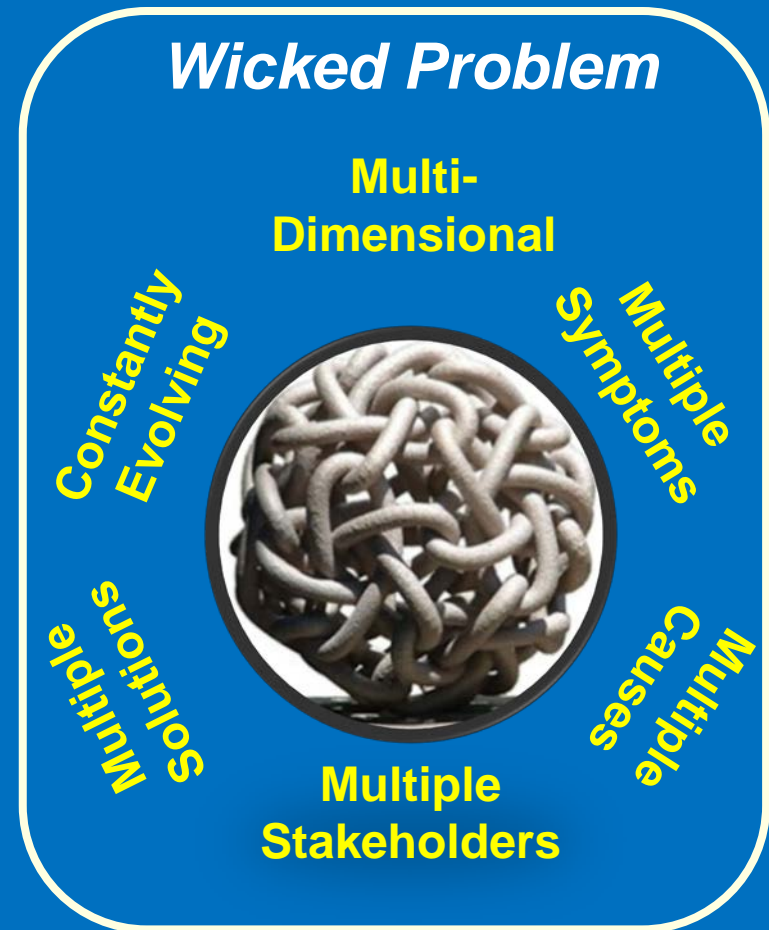 Wicked Problem
Multi-
Dimensional
Multiple
Symptoms
Multiple
Causes
Multiple
Stakeholders
Multiple
Solutions
Constantly
Evolving